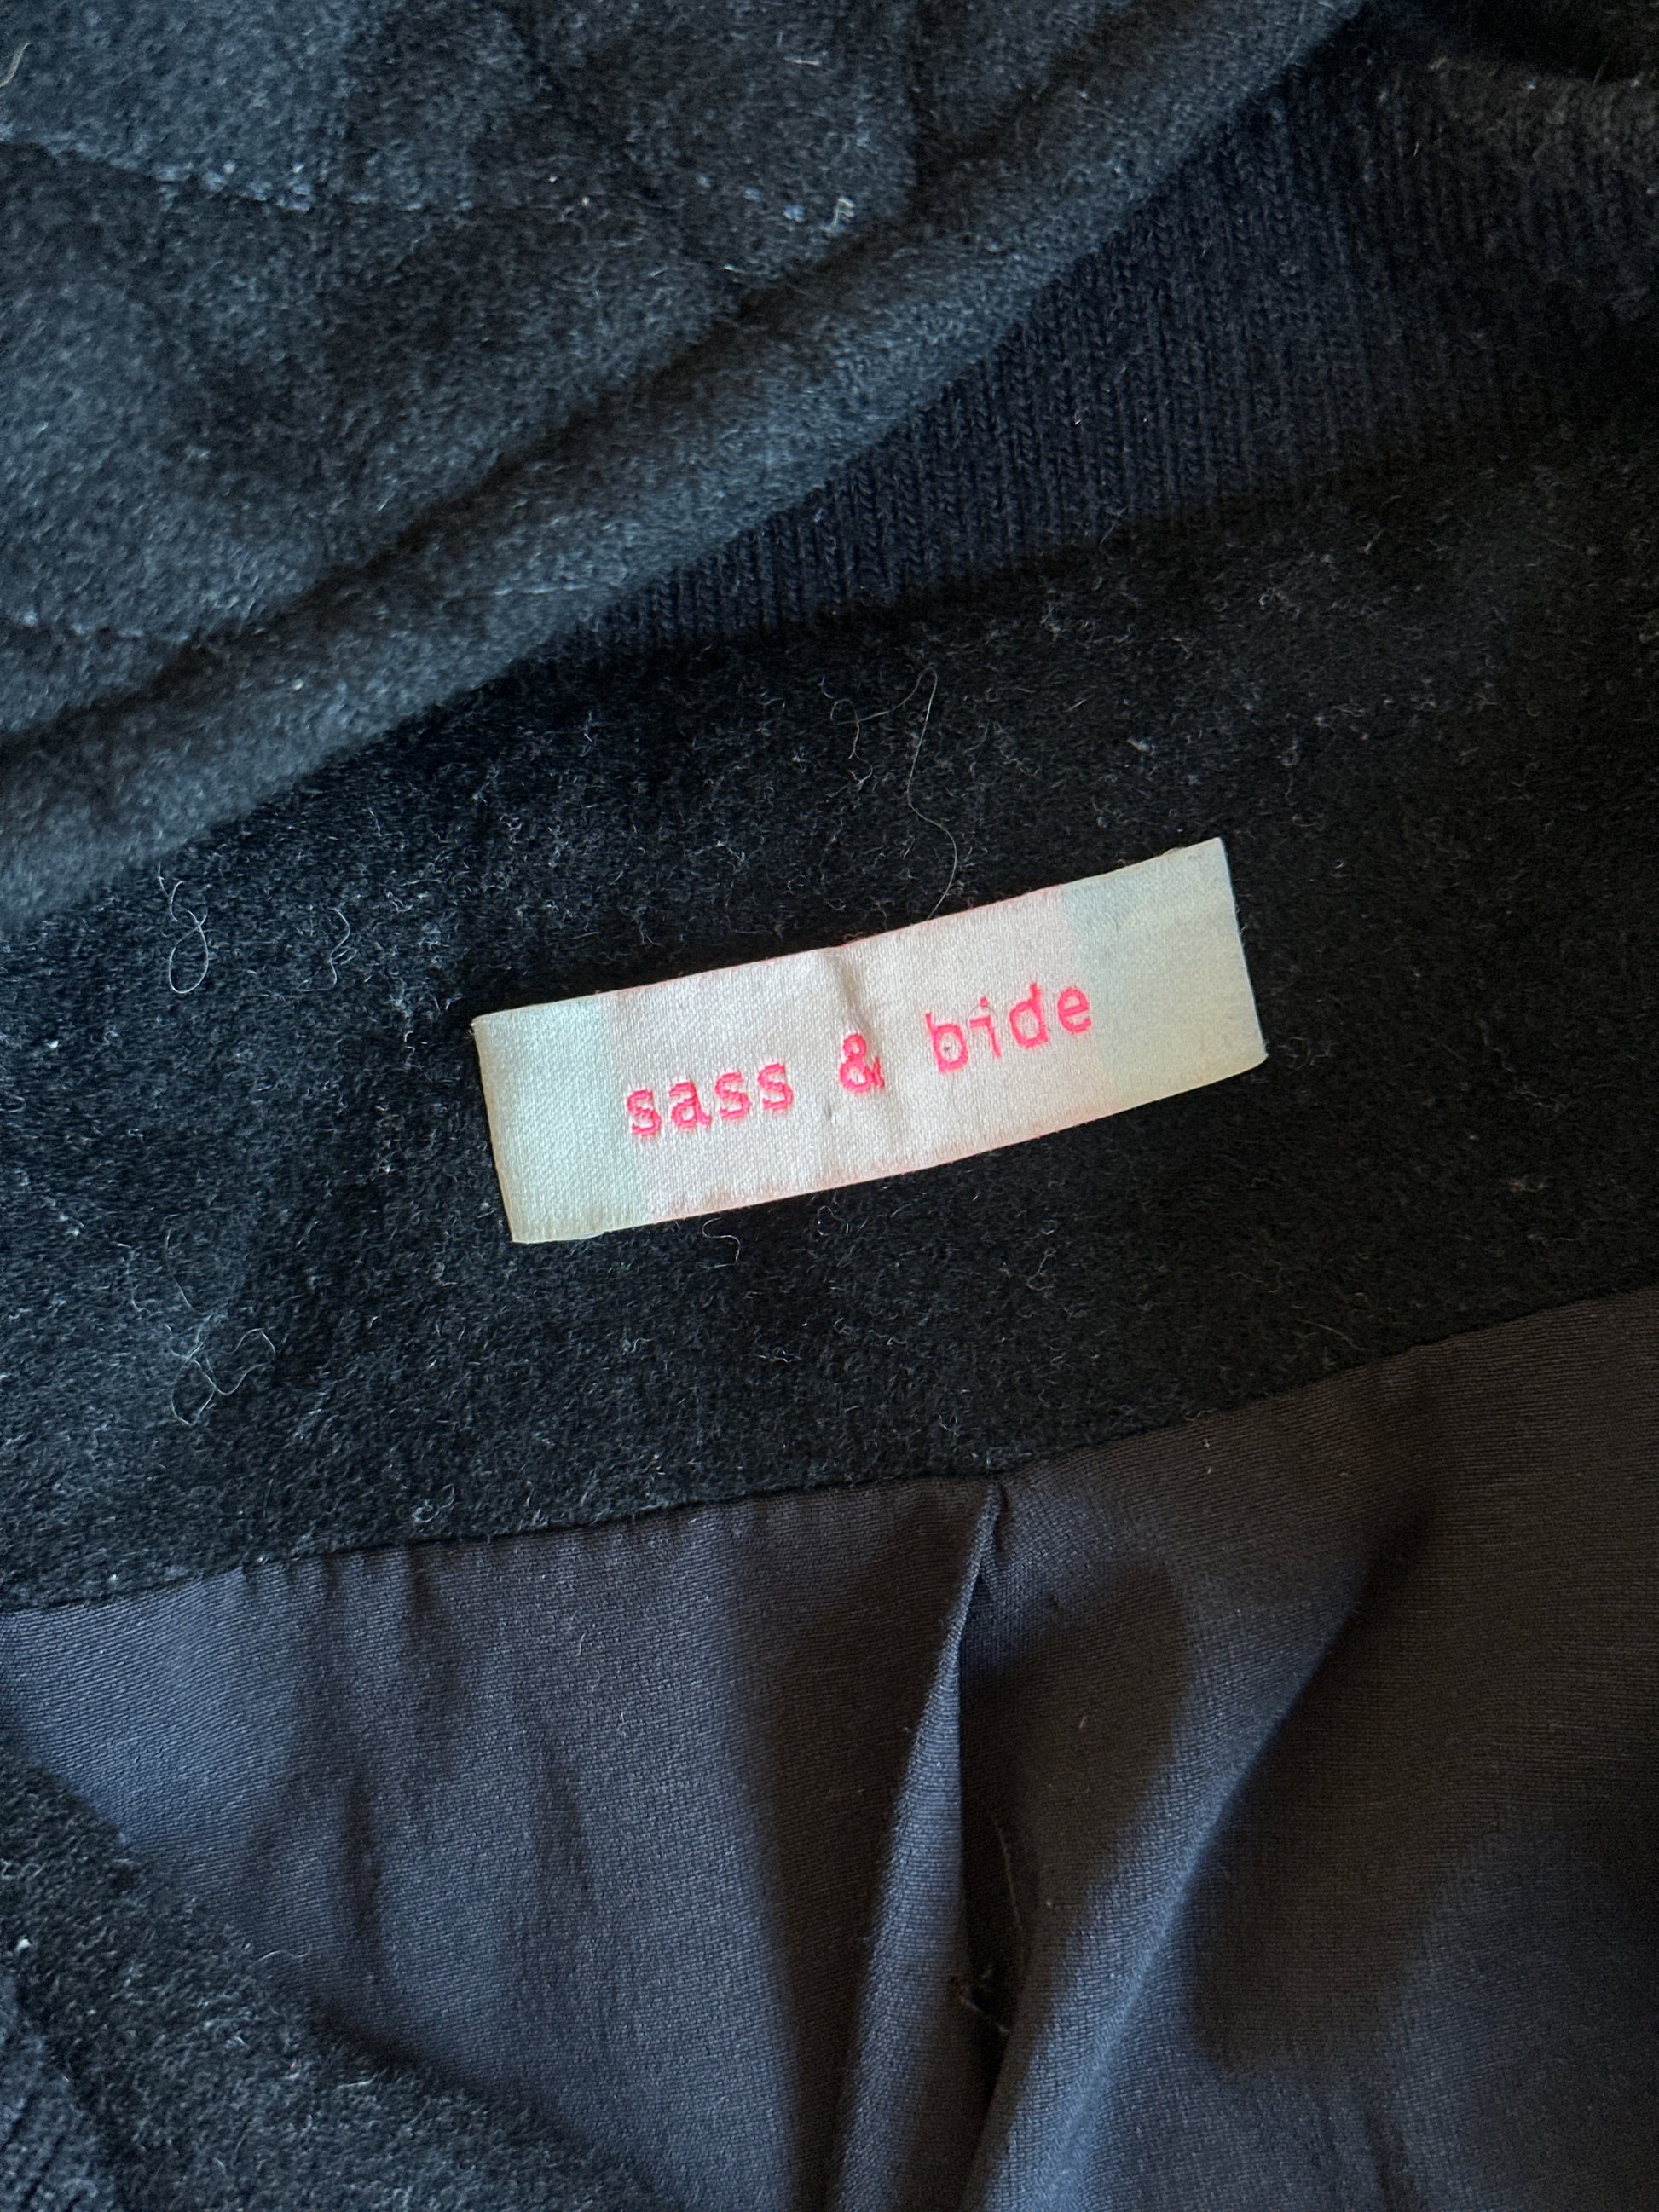 sass & bide